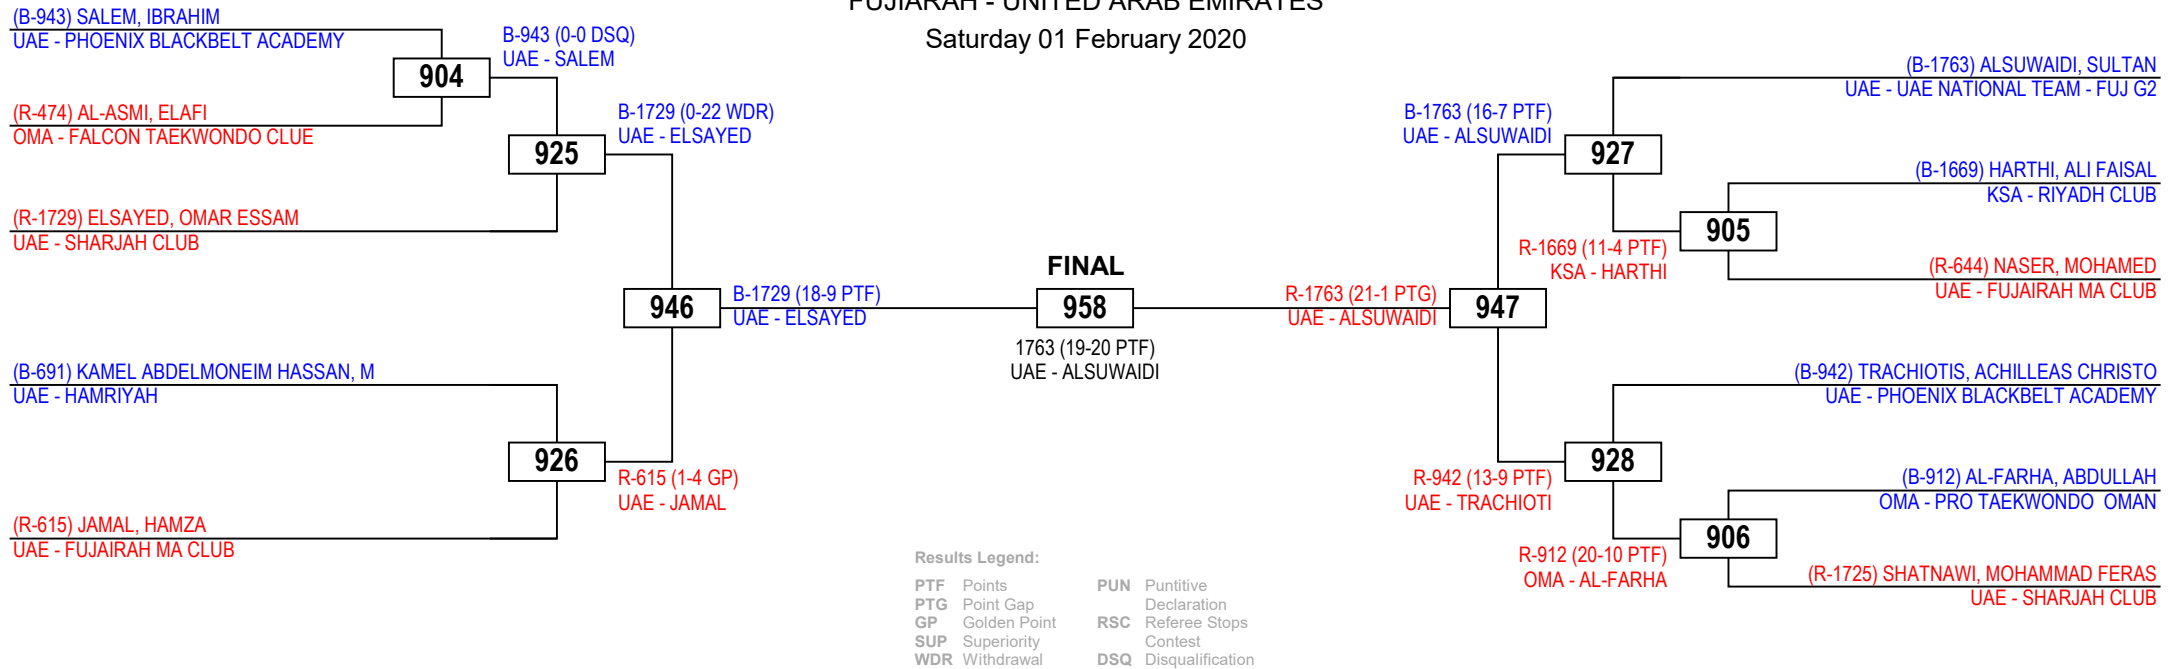 FUJIARAH - UNITED ARAB EMIRATES
Saturday 01 February 2020
(B-943) SALEM, IBRAHIM
UAE - PHOENIX BLACKBELT ACADEMY
904
(R-474) AL-ASMI, ELAFI
OMA - FALCON TAEKWONDO CLUE
B-943 (0-0 DSQ)
UAE - SALEM
925
(R-1729) ELSAYED, OMAR ESSAM
UAE - SHARJAH CLUB
B-1729 (0-22 WDR)
UAE - ELSAYED
946
(B-691) KAMEL ABDELMONEIM HASSAN, M
UAE - HAMRIYAH
926
(R-615) JAMAL, HAMZA
UAE - FUJAIRAH MA CLUB
R-615 (1-4 GP)
UAE - JAMAL
B-1729 (18-9 PTF)
UAE - ELSAYED
FINAL
958
1763 (19-20 PTF)
UAE - ALSUWAIDI
R-1763 (21-1 PTG)
UAE - ALSUWAIDI
947
B-1763 (16-7 PTF)
UAE - ALSUWAIDI
927
(B-1763) ALSUWAIDI, SULTAN
UAE - UAE NATIONAL TEAM - FUJ G2
(B-1669) HARTHI, ALI FAISAL
KSA - RIYADH CLUB
905
R-1669 (11-4 PTF)
KSA - HARTHI
(R-644) NASER, MOHAMED
UAE - FUJAIRAH MA CLUB
(B-942) TRACHIOTIS, ACHILLEAS CHRISTO
UAE - PHOENIX BLACKBELT ACADEMY
928
R-942 (13-9 PTF)
UAE - TRACHIOTI
(B-912) AL-FARHA, ABDULLAH
OMA - PRO TAEKWONDO  OMAN
906
R-912 (20-10 PTF)
OMA - AL-FARHA
(R-1725) SHATNAWI, MOHAMMAD FERAS
UAE - SHARJAH CLUB
Results Legend:
PTF Points
PTG Point Gap
GP Golden Point
SUP Superiority
WDR Withdrawal
PUN Puntitive
Declaration
RSC Referee Stops
Contest
DSQ Disqualification